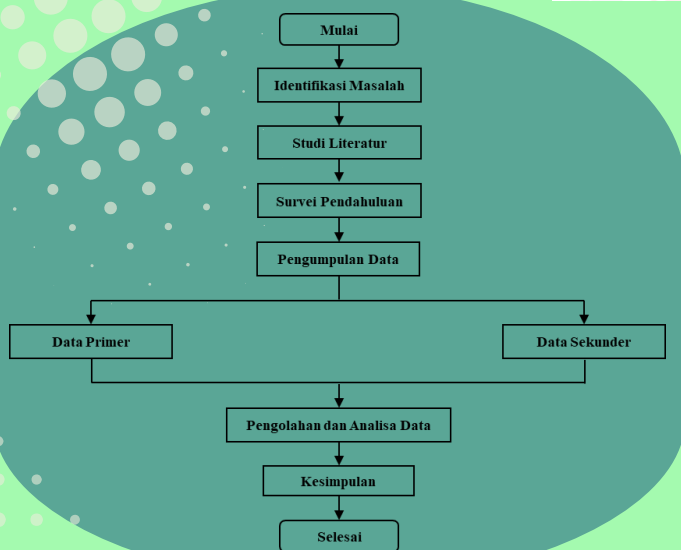 Mulai
Identifikasi Masalah
Studi Literatur
Survei Pendahuluan
Pengumpulan Data
Data Primer
Data Sekunder
Pengolahan dan Analisa Data
Kesimpulan
Selesai